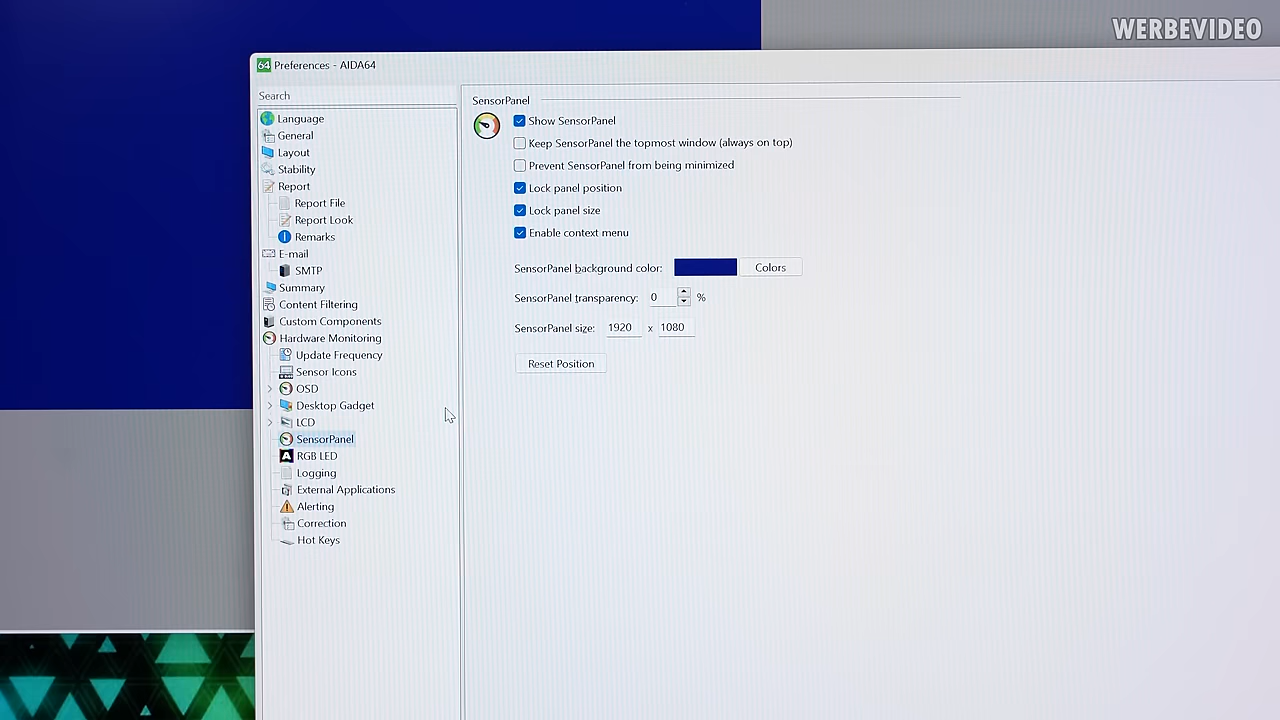 WERBEVIDEO
64 Preferences - AIDA64
Search
Language
General
Layout
Stability
Report
Report File
Report Look
Remarks
E-mail
SMTP
Summary
Content Filtering
Custom Components
Hardware Monitoring
Update Frequency
Sensor Icons
OSD
Desktop Gadget
LCD
SensorPanel
RGB LED
Logging
External Applications
Alerting
Correction
Hot Keys
SensorPanel
Show SensorPanel
Keep SensorPanel the topmost window (always on top)
Prevent SensorPanel from being minimized
Lock panel position
Lock panel size
Enable context menu
SensorPanel background color: Colors
SensorPanel transparency: 0 %
SensorPanel size: 1920 x 1080
Reset Position